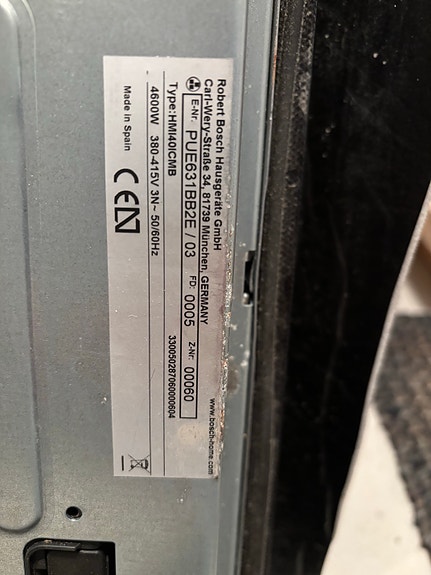 Robert Bosch Hausgeräte GmbH
Carl-Wery-Straße 34, 81739 München, GERMANY
E-Nr. PUE631BB2E / 03 FD: 0005 Z-Nr. 00060
Type:HMI40ICMB
4600W 380-415V 3N~ 50/60Hz
Made in Spain
CE
330050287060000604
www.bosch-home.com